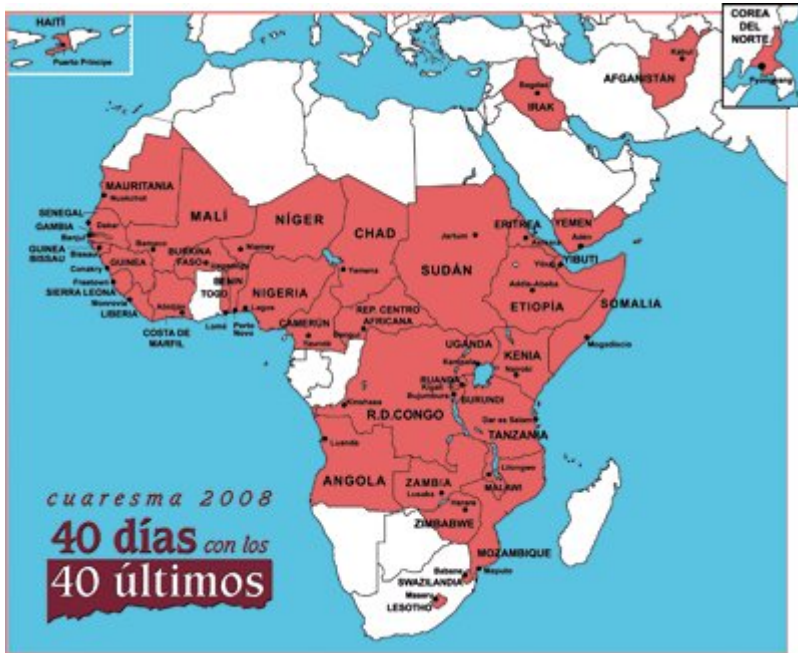 HAITÍ
Puerto Príncipe
COREA
DEL
NORTE
Pyongyang
Kabul
AFGANISTÁN
Bagdad
IRAK
MAURITANIA
Nuakchot
MALÍ
NÍGER
CHAD
SUDÁN
Jartum
ERITREA
Asmara
YEMEN
Aden
YIBUTI
Yibuti
SENEGAL
Dakar
GAMBIA
Banjul
GUINEA
BISSAU
Bissau
GUINEA
Conakry
Bamaco
BURKINA
FASO
Niamey
Freetown
SIERRA LEONA
Monrovia
LIBERIA
Abidjan
COSTA DE
MARFIL
BENIN
TOGO
Lomé
Porto
Novo
NIGERIA
Lagos
Yamena
CAMERÚN
Yaundé
REP. CENTRO
AFRICANA
Bangui
Addis-Abeba
ETIOPÍA
SOMALIA
Mogadiscio
UGANDA
Kampala
KENIA
Nairobi
RUANDA
Kigali
Bujumbura
BURUNDI
Kinshasa
R.D.CONGO
Dar es Salam
TANZANIA
Luanda
ANGOLA
ZAMBIA
Lusaka
Lilongwe
MALAWI
Harare
ZIMBABWE
MOZAMBIQUE
Maputo
Babane
SWAZILANDIA
Maseru
LESOTHO
cuaresma 2008
40 días con los
40 últimos